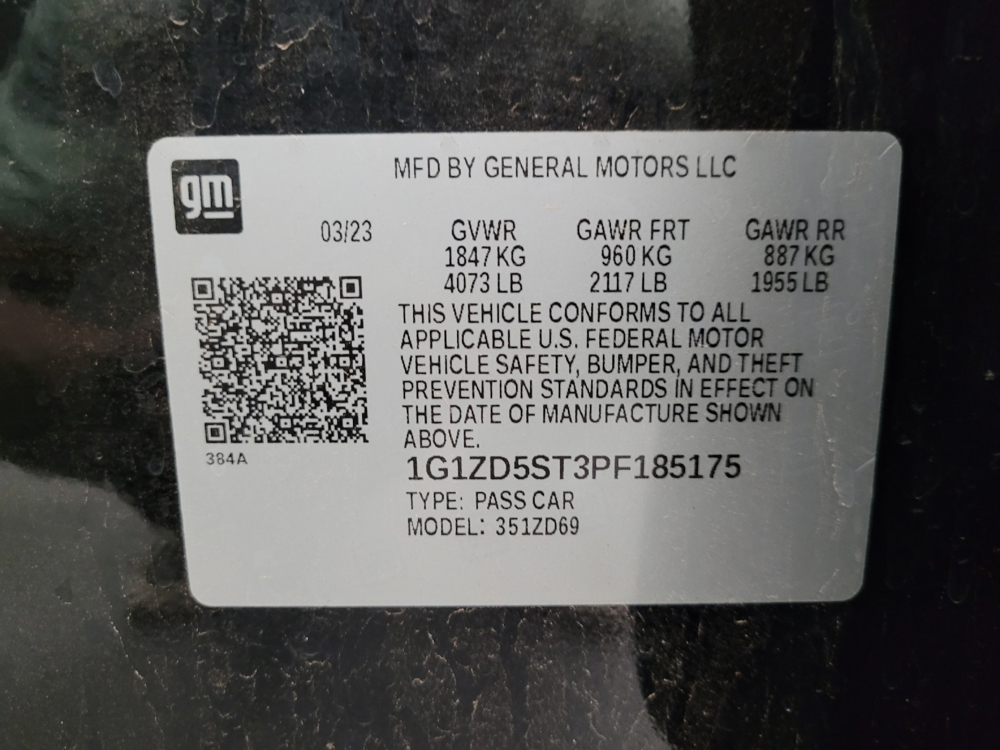 gm
MFD BY GENERAL MOTORS LLC
03/23
GVWR GAWR FRT GAWR RR
1847 KG 960 KG 887 KG
4073 LB 2117 LB 1955 LB
THIS VEHICLE CONFORMS TO ALL
APPLICABLE U.S. FEDERAL MOTOR
VEHICLE SAFETY, BUMPER, AND THEFT
PREVENTION STANDARDS IN EFFECT ON
THE DATE OF MANUFACTURE SHOWN
ABOVE.
384A
1G1ZD5ST3PF185175
TYPE: PASS CAR
MODEL: 351ZD69